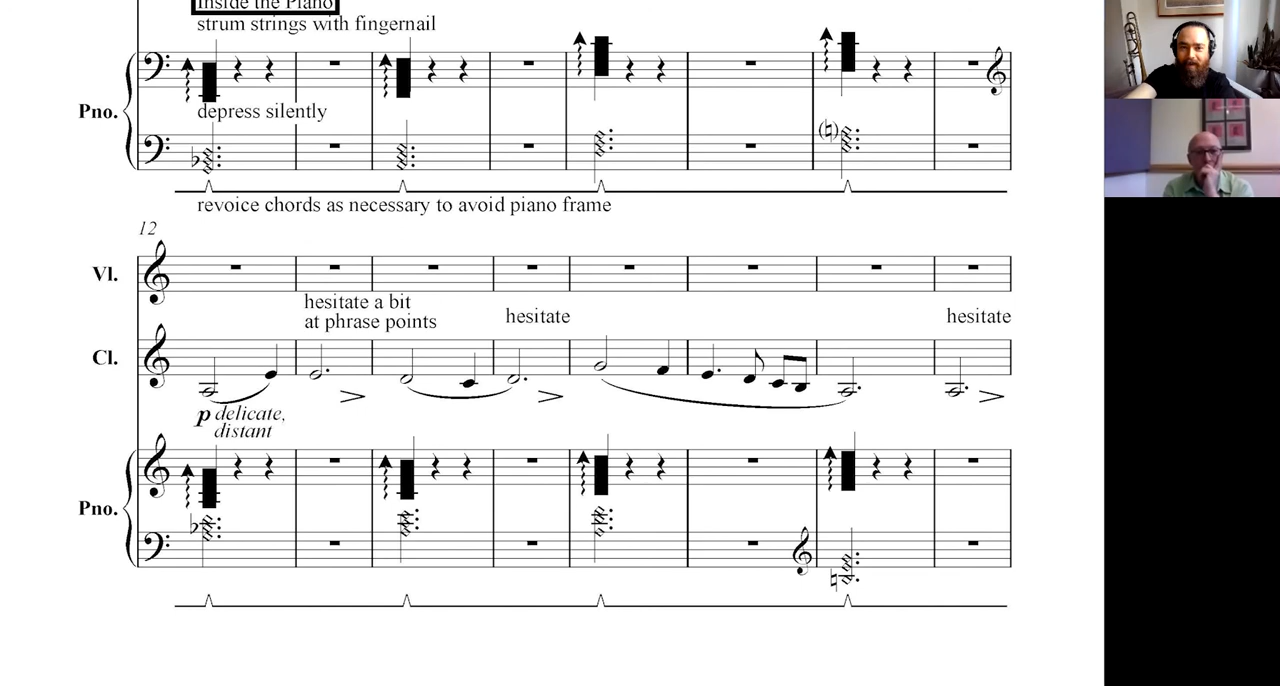 Inside the Piano
strum strings with fingernail
Pno.
depress silently
revoice chords as necessary to avoid piano frame
12
Vl.
hesitate a bit
at phrase points
hesitate
hesitate
Cl.
p delicate,
distant
Pno.